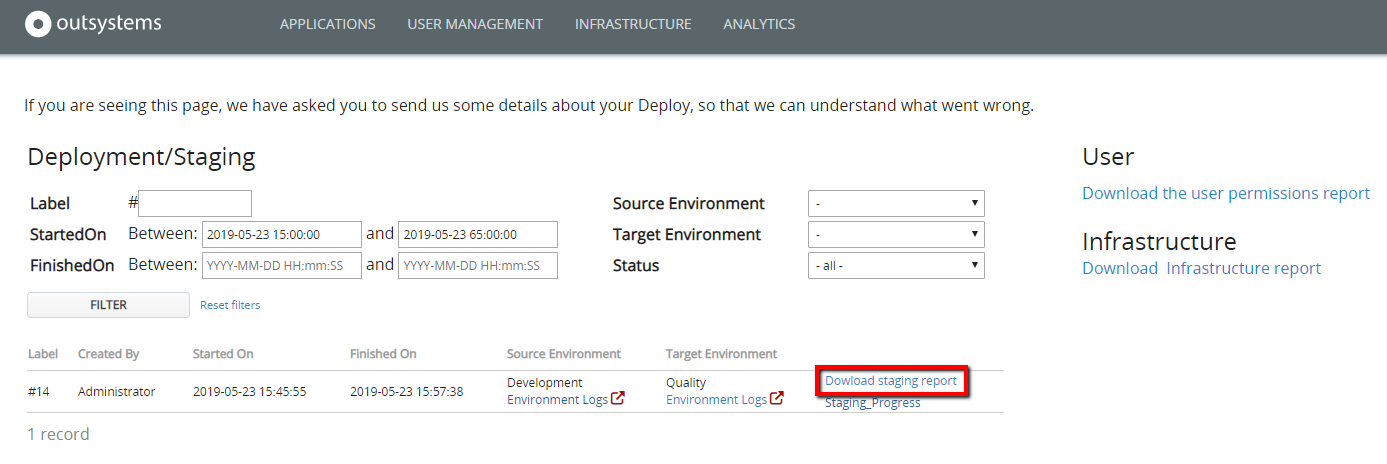 outsystems APPLICATIONS USER MANAGEMENT INFRASTRUCTURE ANALYTICS
If you are seeing this page, we have asked you to send us some details about your Deploy, so that we can understand what went wrong.
Deployment/Staging
Label #
Source Environment -
StartedOn Between: 2019-05-23 15:00:00 and 2019-05-23 65:00:00
Target Environment -
FinishedOn Between: YYYY-MM-DD HH:mm:SS and YYYY-MM-DD HH:mm:SS
Status - all -
FILTER Reset filters
Label Created By Started On Finished On Source Environment Target Environment
#14 Administrator 2019-05-23 15:45:55 2019-05-23 15:57:38
Development
Environment Logs
Quality
Environment Logs
Dowload staging report
Staging_Progress
1 record
User
Download the user permissions report
Infrastructure
Download Infrastructure report